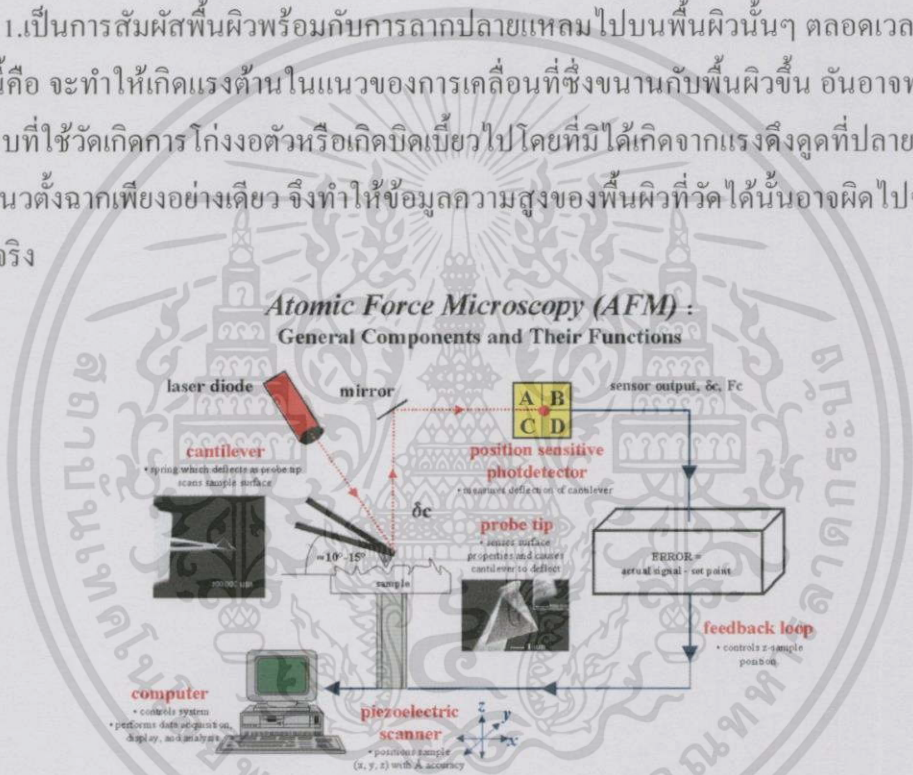 1.เป็นการสัมผัสพื้นผิวพร้อมกับการลากปลายแหลมไปบนพื้นผิวนั้นๆ ตลอดเวล
นี้คือ จะทำให้เกิดแรงต้านในแนวของการเคลื่อนที่ซึ่งขนานกับพื้นผิวขึ้น อันอาจท
บที่ใช้วัดเกิดการโก่งงอตัวหรือเกิดบิดเบี้ยวไปโดยที่มิได้เกิดจากแรงดึงดูดที่ปลาย
นวตั้งฉากเพียงอย่างเดียว จึงทำให้ข้อมูลความสูงของพื้นผิวที่วัดได้นั้นอาจผิดไป
จริง
Atomic Force Microscopy (AFM) :
General Components and Their Functions
laser diode
mirror
A B
C D
sensor output, δc, Fc
cantilever
• spring which deflects as probe tip
scans sample surface
position sensitive
photdetector
• measures deflection of cantilever
δc
probe tip
• senses surface
properties and causes
cantilever to deflect
≈10°-15°
sample
ERROR =
actual signal - set point
feedback loop
• controls z-sample
position
computer
• controls system
• performs data acquisition,
display, and analysis
piezoelectric
scanner
• positions sample
(x, y, z) with Å accuracy
z
y
x